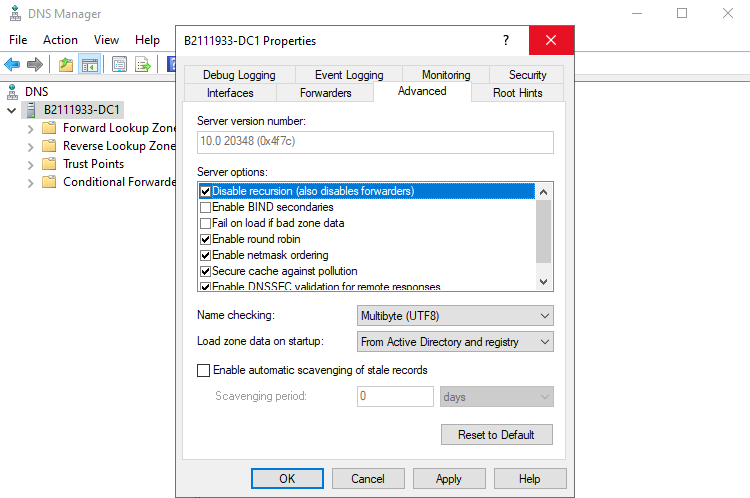 DNS Manager
File Action View Help
DNS
B2111933-DC1
Forward Lookup Zone
Reverse Lookup Zone
Trust Points
Conditional Forwarde
B2111933-DC1 Properties
?
Debug Logging Event Logging Monitoring Security
Interfaces Forwarders Advanced Root Hints
Server version number:
10.0 20348 (0x4f7c)
Server options:
Disable recursion (also disables forwarders)
Enable BIND secondaries
Fail on load if bad zone data
Enable round robin
Enable netmask ordering
Secure cache against pollution
Enable DNSSEC validation for remote responses
Name checking: Multibyte (UTF8)
Load zone data on startup: From Active Directory and registry
Enable automatic scavenging of stale records
Scavenging period: 0 days
Reset to Default
OK Cancel Apply Help